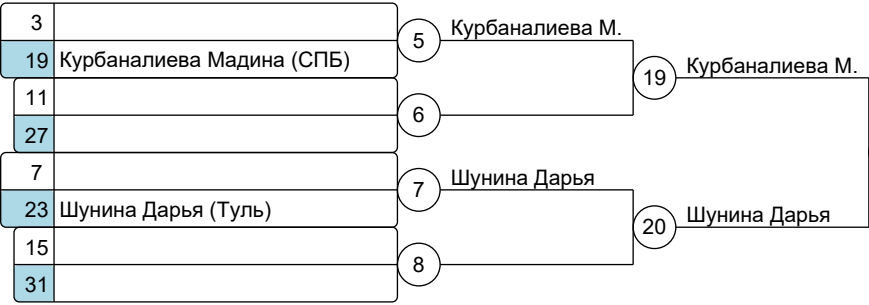 3
19 Курбаналиева Мадина (СПБ)
5 Курбаналиева М.
11
27
6
19 Курбаналиева М.
7
23 Шунина Дарья (Туль)
7 Шунина Дарья
15
31
8
20 Шунина Дарья